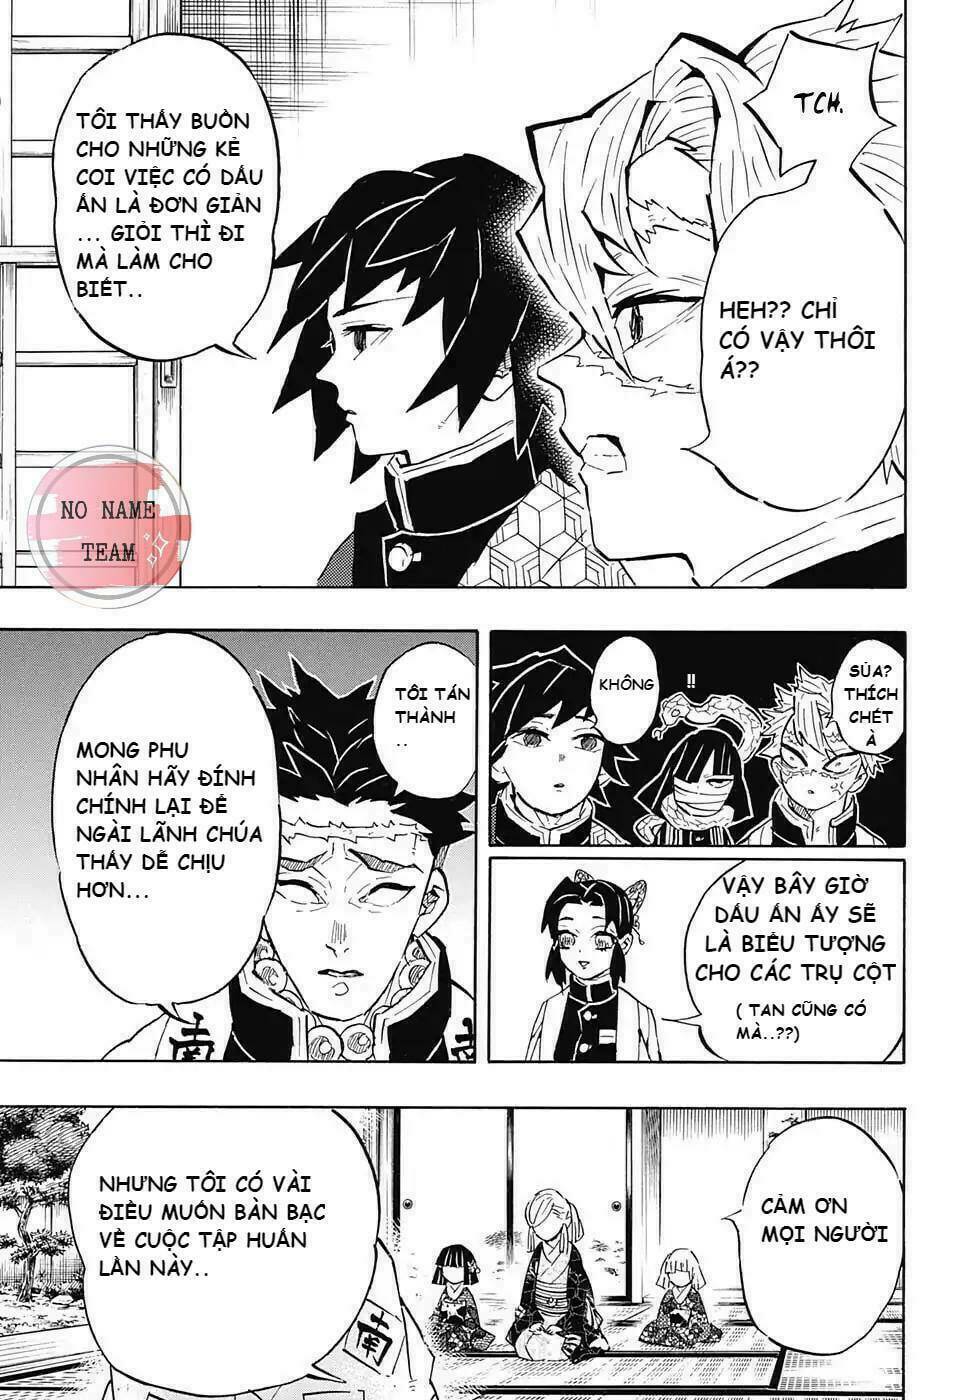 TCH.
HEH?? CHỈ
CÓ VẬY THÔI
Á??
TÔI THẤY BUỒN
CHO NHỮNG KẺ
COI VIỆC CÓ DẤU
ẤN LÀ ĐƠN GIẢN
... GIỎI THÌ ĐI
MÀ LÀM CHO
BIẾT..
NO NAME
TEAM
SỦA?
THÍCH
CHẾT
À
!!
KHÔNG
VẬY BÂY GIỜ
DẤU ẤN ẤY SẼ
LÀ BIỂU TƯỢNG
CHO CÁC TRỤ CỘT
( TAN CŨNG CÓ
MÀ..??)
TÔI TÁN
THÀNH
..
MONG PHU
NHÂN HÃY ĐÍNH
CHÍNH LẠI ĐỂ
NGÀI LÃNH CHÚA
THẤY DỄ CHỊU
HƠN...
南
CẢM ƠN
MỌI NGƯỜI
NHƯNG TÔI CÓ VÀI
ĐIỀU MUỐN BÀN BẠC
VỀ CUỘC TẬP HUẤN
LẦN NÀY..
南